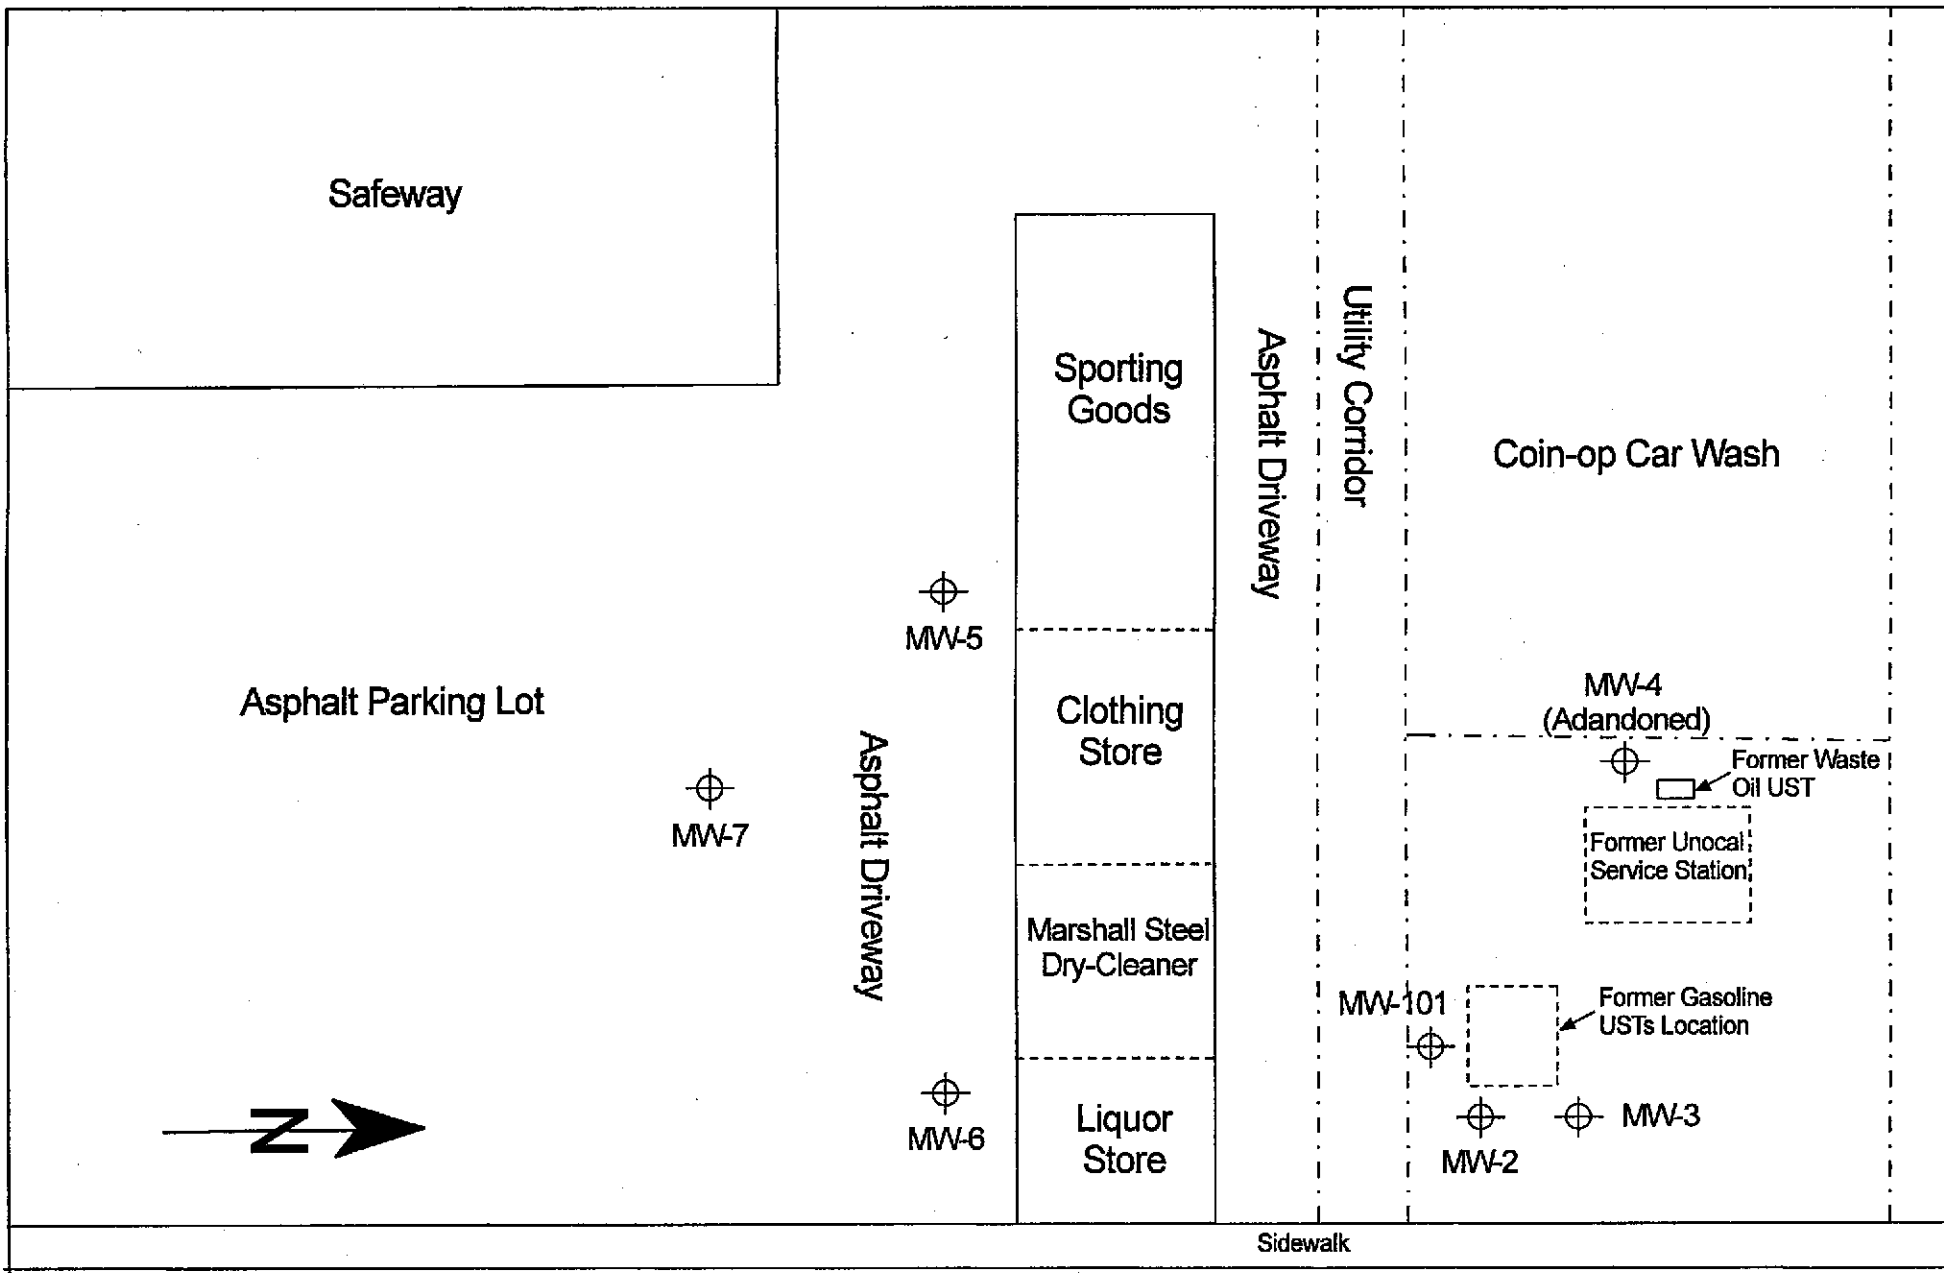 Safeway
Sporting
Goods
Asphalt Driveway
Utility Corridor
Coin-op Car Wash
MW-5
Asphalt Parking Lot
Clothing
Store
MW-4
(Adandoned)
Former Waste
Oil UST
MW-7
Asphalt Driveway
Former Unocal
Service Station
Marshall Steel
Dry-Cleaner
MW-101
Former Gasoline
USTs Location
N
MW-6
Liquor
Store
MW-2
MW-3
Sidewalk